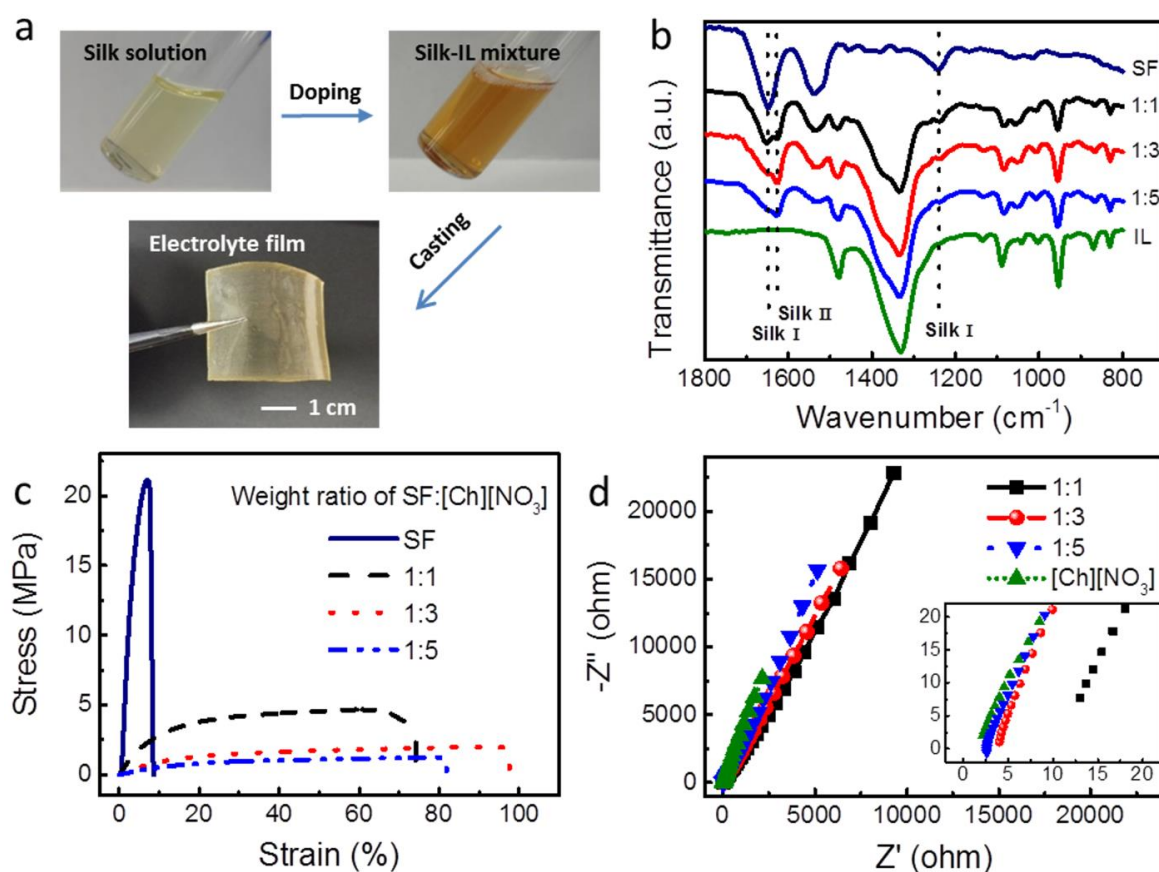 a
Silk solution
Doping
Silk-IL mixture
Casting
Electrolyte film
1 cm
b
Transmittance (a.u.)
SF
1:1
1:3
1:5
IL
Silk I
Silk II
Silk I
1800 1600 1400 1200 1000 800
Wavenumber (cm⁻¹)
c
Stress (MPa)
20
15
10
5
0
Weight ratio of SF:[Ch][NO₃]
SF
1:1
1:3
1:5
0 20 40 60 80 100
Strain (%)
d
-Z'' (ohm)
20000
15000
10000
5000
0
1:1
1:3
1:5
[Ch][NO₃]
20
15
10
5
0
0 5 10 15 20
0 5000 10000 15000 20000
Z' (ohm)